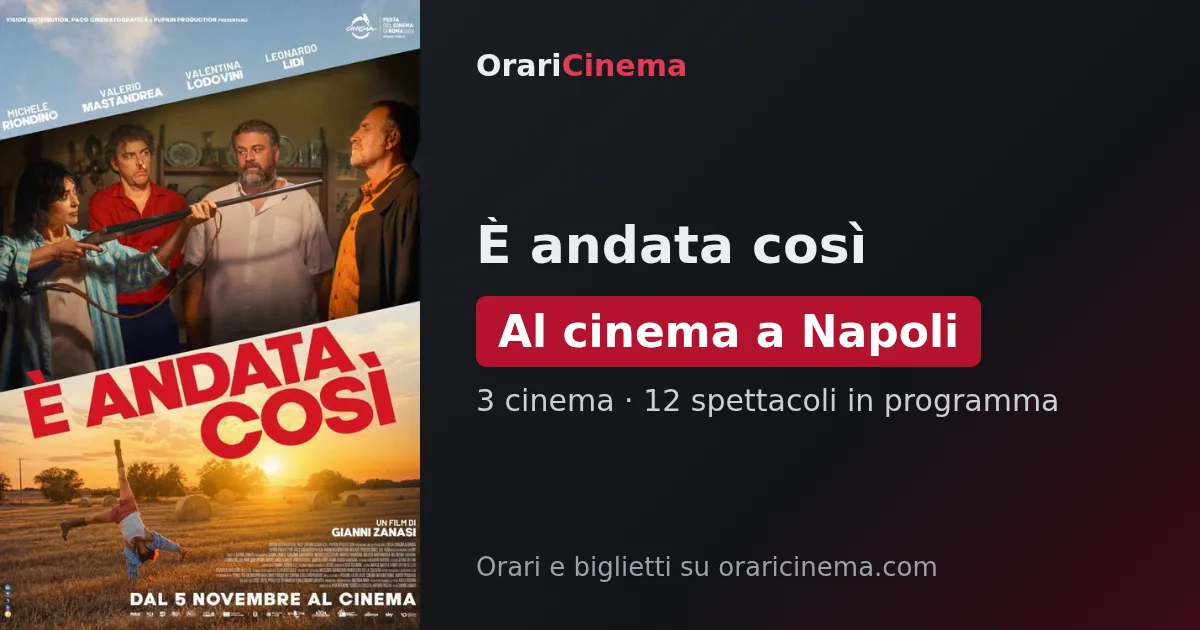 VISION DISTRIBUTION, PACO CINEMATOGRAFICA e PUPKIN PRODUCTION PRESENTANO
CINEMA
FESTA
DEL CINEMA
DI ROMA
MICHELE
RIONDINO
VALERIO
MASTANDREA
VALENTINA
LODOVINI
LEONARDO
LIDI
È ANDATA
COSÌ
UN FILM DI
GIANNI ZANASI
DAL 5 NOVEMBRE AL CINEMA
OrariCinema
È andata così
Al cinema a Napoli
3 cinema · 12 spettacoli in programma
Orari e biglietti su oraricinema.com